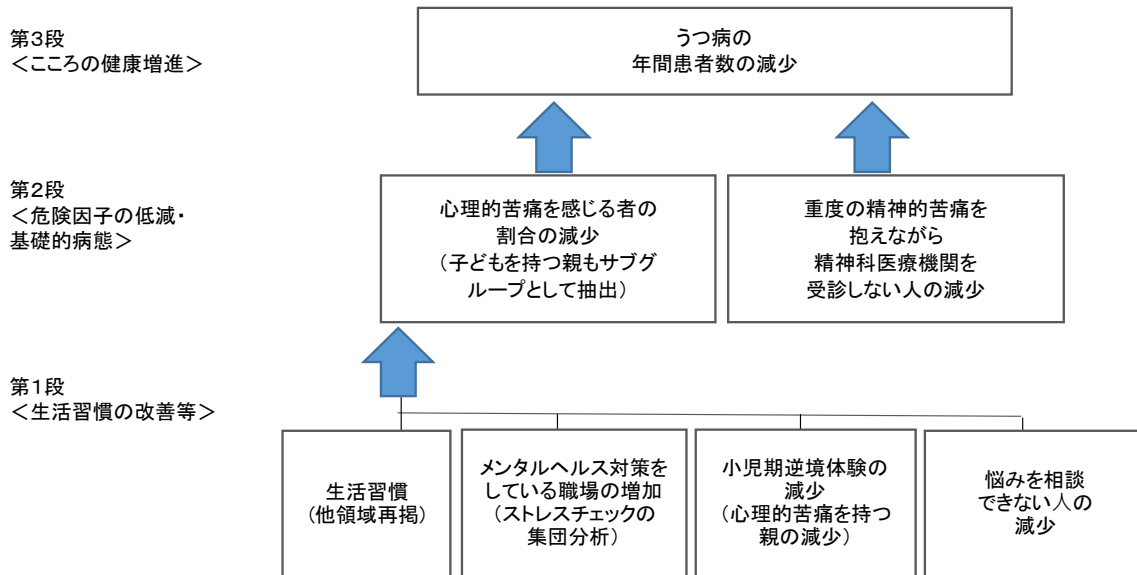 第3段
＜こころの健康増進＞
うつ病の
年間患者数の減少
第2段
＜危険因子の低減・
基礎的病態＞
心理的苦痛を感じる者の
割合の減少
（子どもを持つ親もサブグ
ループとして抽出）
重度の精神的苦痛を
抱えながら
精神科医療機関を
受診しない人の減少
第1段
＜生活習慣の改善等＞
生活習慣
（他領域再掲）
メンタルヘルス対策を
している職場の増加
（ストレスチェックの
集団分析）
小児期逆境体験の
減少
（心理的苦痛を持つ
親の減少）
悩みを相談
できない人の
減少